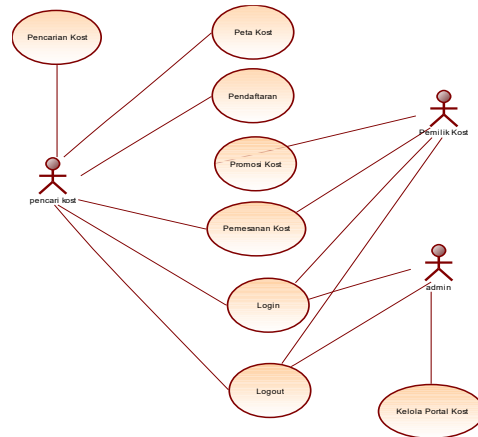 Pencarian Kost
Peta Kost
Pendaftaran
Pemilik Kost
Promosi Kost
pencari kost
Pemesanan Kost
admin
Login
Logout
Kelola Portal Kost